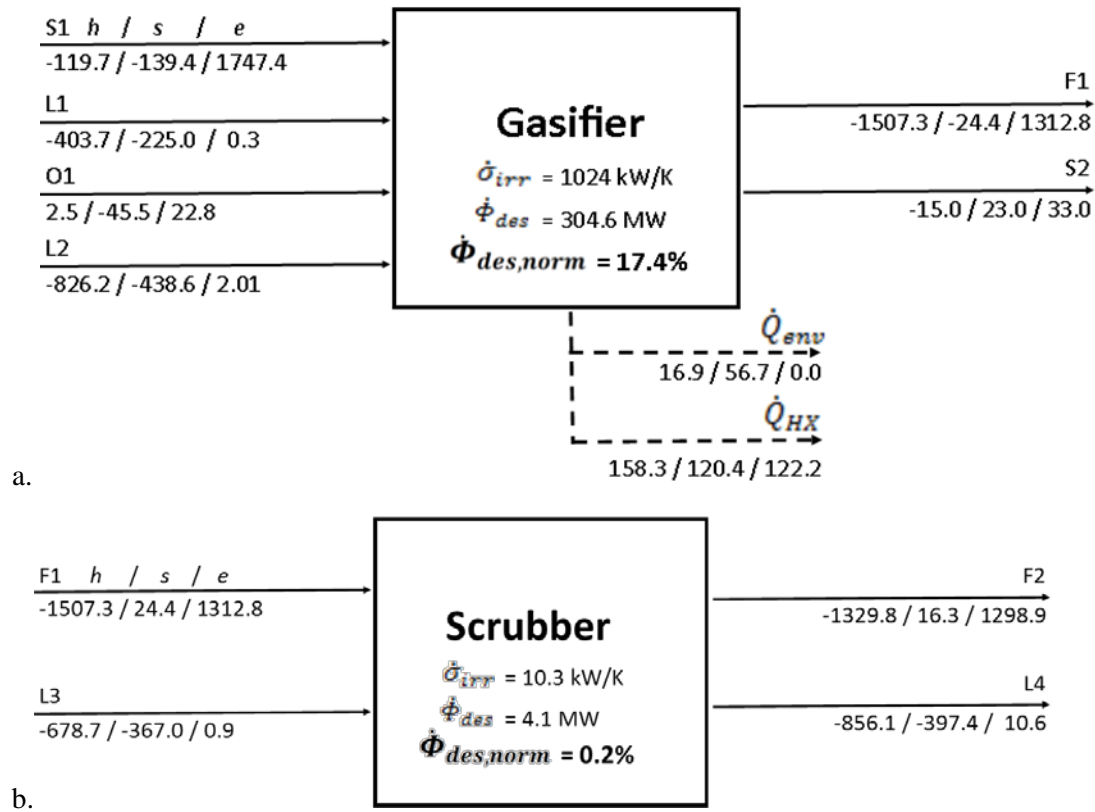 S1 h / s / e
-119.7 / -139.4 / 1747.4
L1
-403.7 / -225.0 / 0.3
O1
2.5 / -45.5 / 22.8
L2
-826.2 / -438.6 / 2.01
Gasifier
σ̇irr = 1024 kW/K
Φ̇des = 304.6 MW
Φ̇des,norm = 17.4%
F1
-1507.3 / -24.4 / 1312.8
S2
-15.0 / 23.0 / 33.0
Q̇env
16.9 / 56.7 / 0.0
Q̇HX
158.3 / 120.4 / 122.2
a.
F1 h / s / e
-1507.3 / 24.4 / 1312.8
L3
-678.7 / -367.0 / 0.9
Scrubber
σ̇irr = 10.3 kW/K
Φ̇des = 4.1 MW
Φ̇des,norm = 0.2%
F2
-1329.8 / 16.3 / 1298.9
L4
-856.1 / -397.4 / 10.6
b.